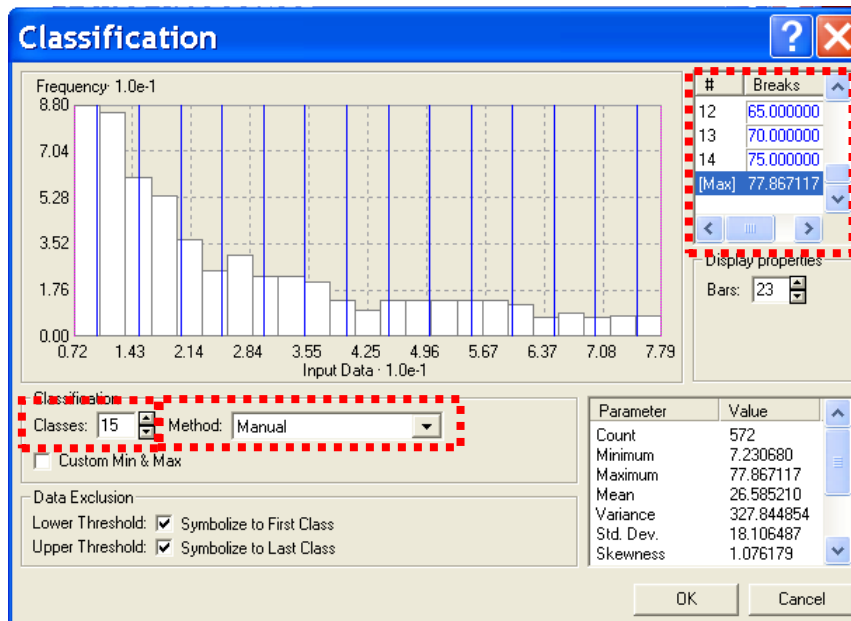 Classification
Frequency· 1.0e-1
8.80
7.04
5.28
3.52
1.76
0.00
0.72 1.43 2.14 2.84 3.55 4.25 4.96 5.67 6.37 7.08 7.79
Input Data · 1.0e-1
# Breaks
12 65.000000
13 70.000000
14 75.000000
[Max] 77.867117
Display properties
Bars: 23
Classification
Classes: 15 Method: Manual
Custom Min & Max
Data Exclusion
Lower Threshold: Symbolize to First Class
Upper Threshold: Symbolize to Last Class
Parameter Value
Count 572
Minimum 7.230680
Maximum 77.867117
Mean 26.585210
Variance 327.844854
Std. Dev. 18.106487
Skewness 1.076179
OK Cancel